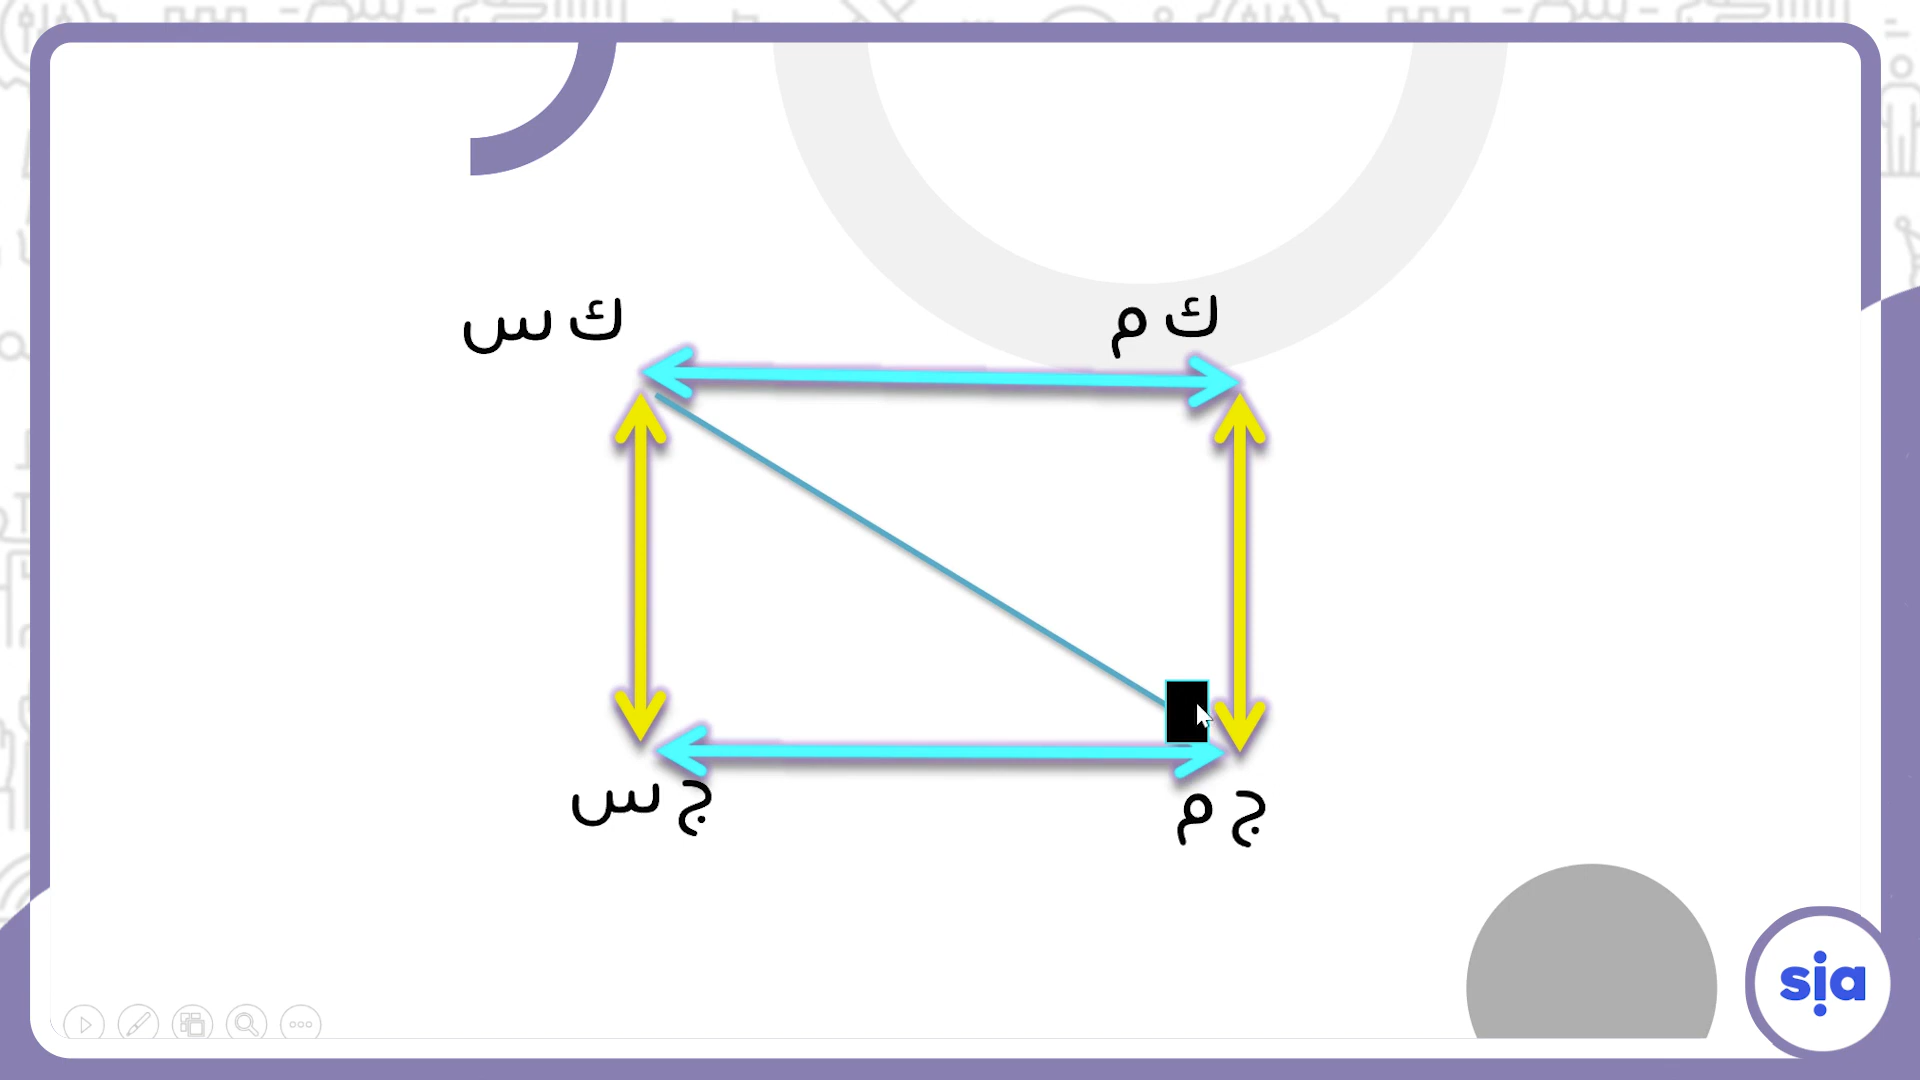 ك م
ك س
ج م
ج س
sia